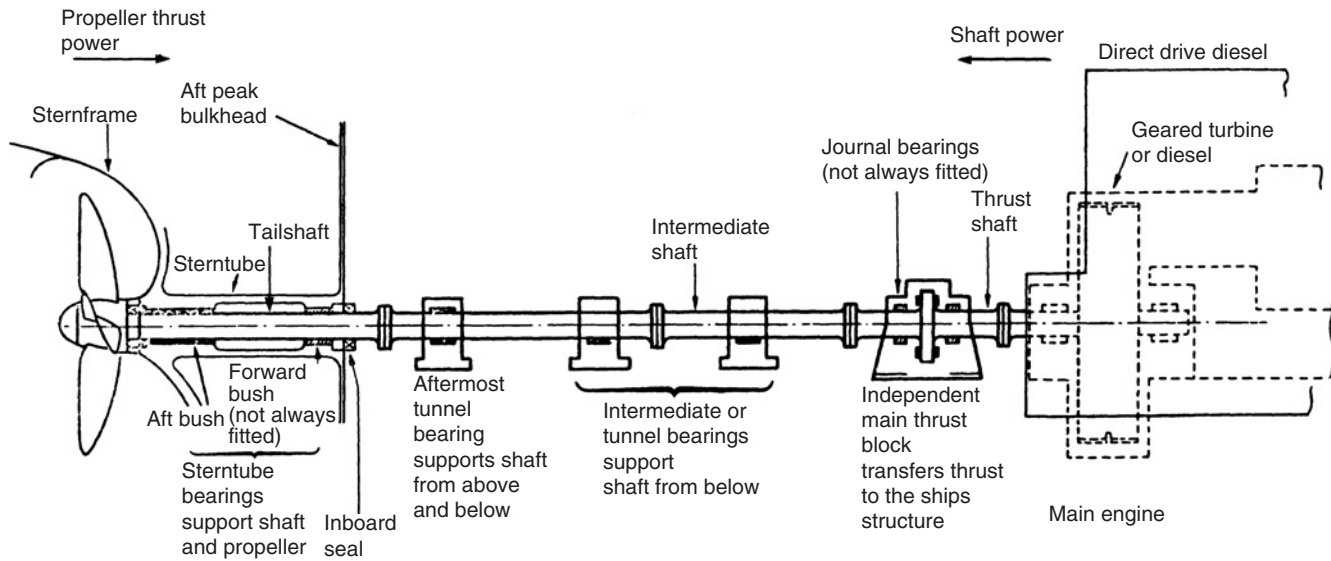 Propeller thrust
power
Shaft power
Direct drive diesel
Aft peak
bulkhead
Sternframe
Geared turbine
or diesel
Journal bearings
(not always fitted)
Thrust
shaft
Intermediate
shaft
Tailshaft
Sterntube
Forward
bush
(not always
fitted)
Aft bush
Sterntube
bearings
support shaft
and propeller
Inboard
seal
Aftermost
tunnel
bearing
supports shaft
from above
and below
Intermediate or
tunnel bearings
support
shaft from below
Independent
main thrust
block
transfers thrust
to the ships
structure
Main engine